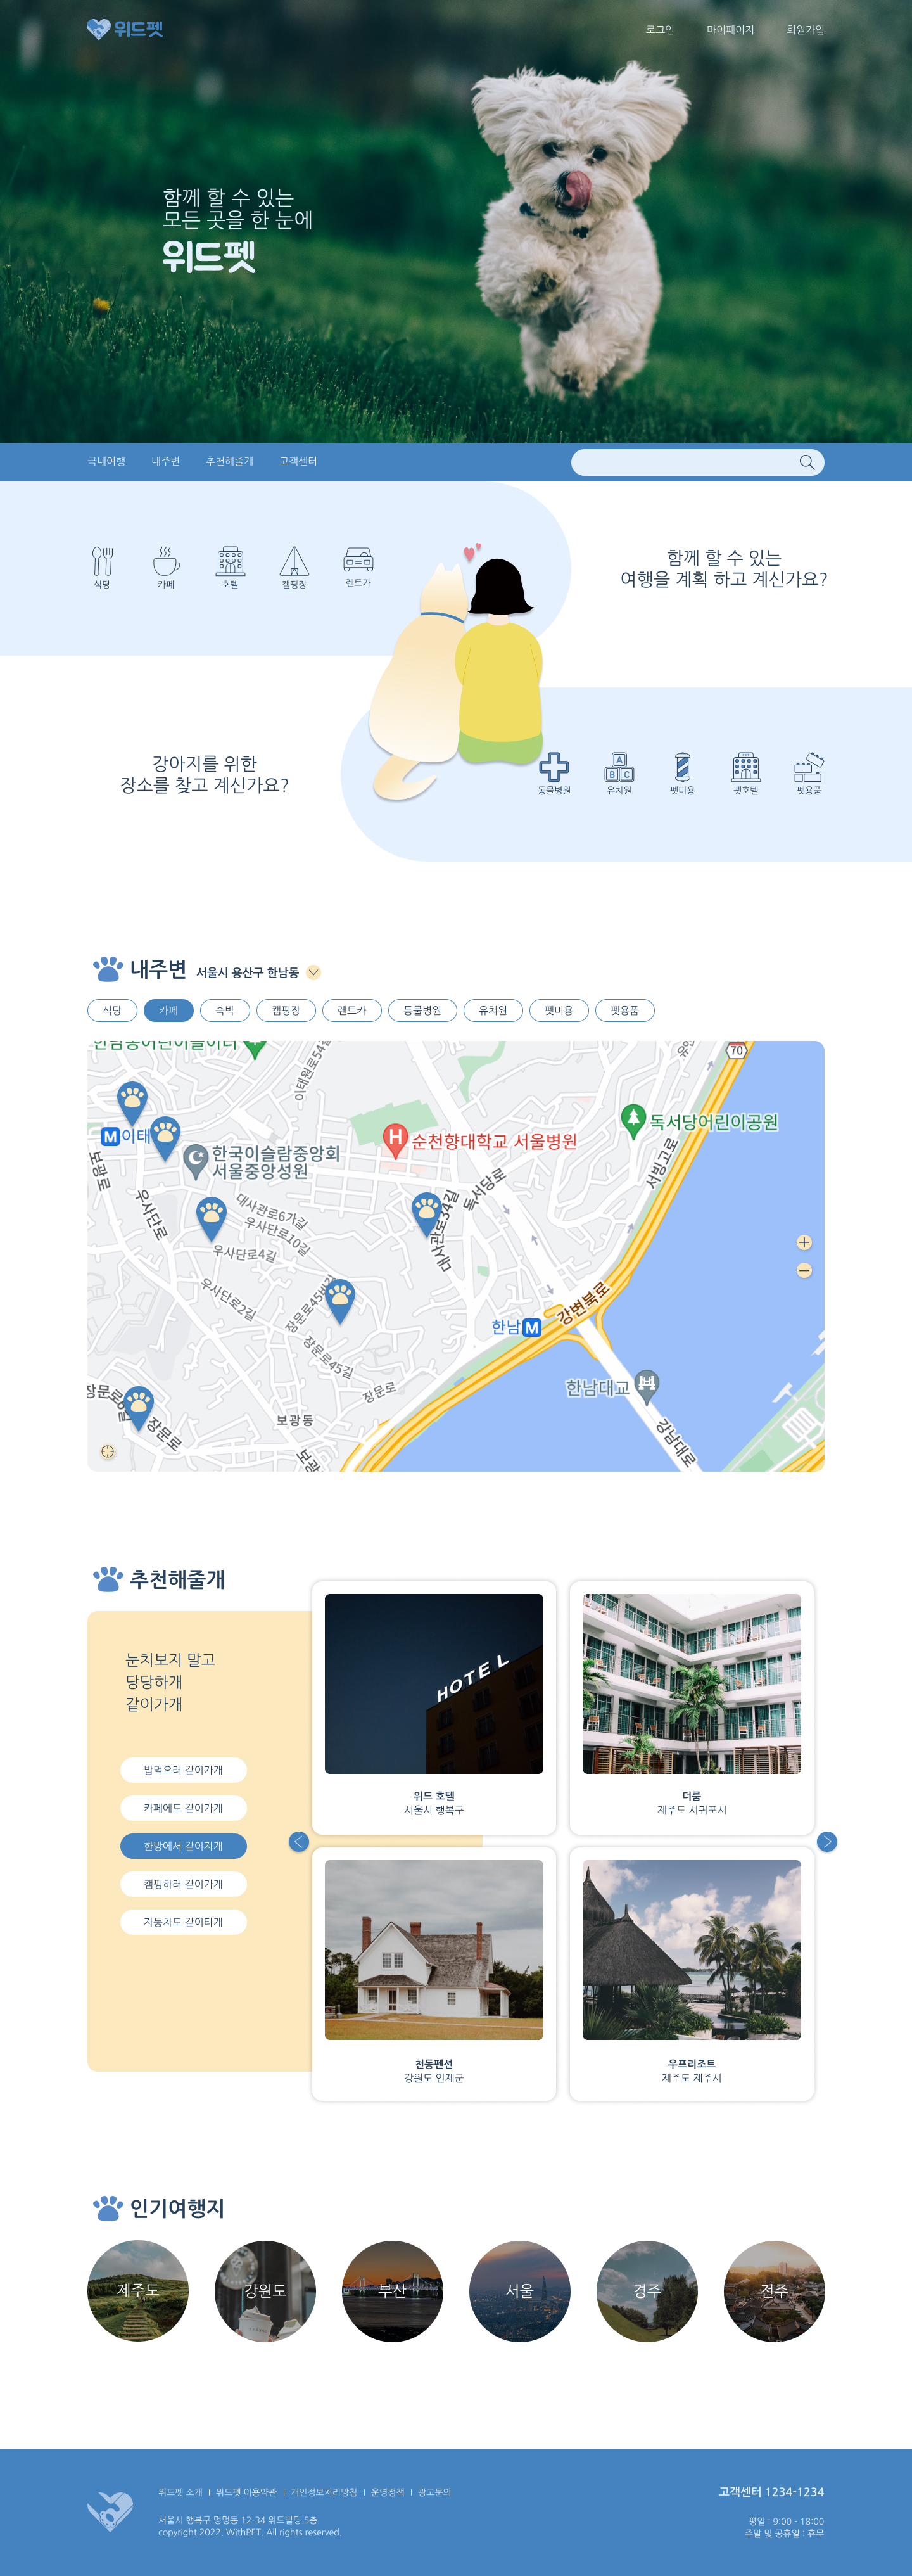 위드펫
로그인 마이페이지 회원가입
함께 할 수 있는
모든 곳을 한 눈에
위드펫
국내여행 내주변 추천해줄개 고객센터
식당 카페 호텔 캠핑장 렌트카
함께 할 수 있는
여행을 계획 하고 계신가요?
강아지를 위한
장소를 찾고 계신가요?
A
B C
PET
동물병원 유치원 펫미용 펫호텔 펫용품
내주변 서울시 용산구 한남동
식당 카페 숙박 캠핑장 렌트카 동물병원 유치원 펫미용 펫용품
한남동어린이놀이터
이태원로54길
70
M 이태
한국이슬람중앙회
서울중앙성원
H 순천향대학교 서울병원
독서당어린이공원
보광로
우사단로
대사관로6가길
우사단로10길
우사단로4길
우사단로2길
대사관로34길
독서당로
서빙고로
장문로45길
장문로
보광동
장문로
한남 M
강변북로
한남대교
강남대로
추천해줄개
눈치보지 말고
당당하개
같이가개
밥먹으러 같이가개
카페에도 같이가개
한방에서 같이자개
캠핑하러 같이가개
자동차도 같이타개
HOTEL
위드 호텔
서울시 행복구
더룸
제주도 서귀포시
천동펜션
강원도 인제군
우프리조트
제주도 제주시
인기여행지
제주도 강원도 부산 서울 경주 전주
위드펫 소개 | 위드펫 이용약관 | 개인정보처리방침 | 운영정책 | 광고문의
서울시 행복구 멍멍동 12-34 위드빌딩 5층
copyright 2022. WithPET. All rights reserved.
고객센터 1234-1234
평일 : 9:00 - 18:00
주말 및 공휴일 : 휴무